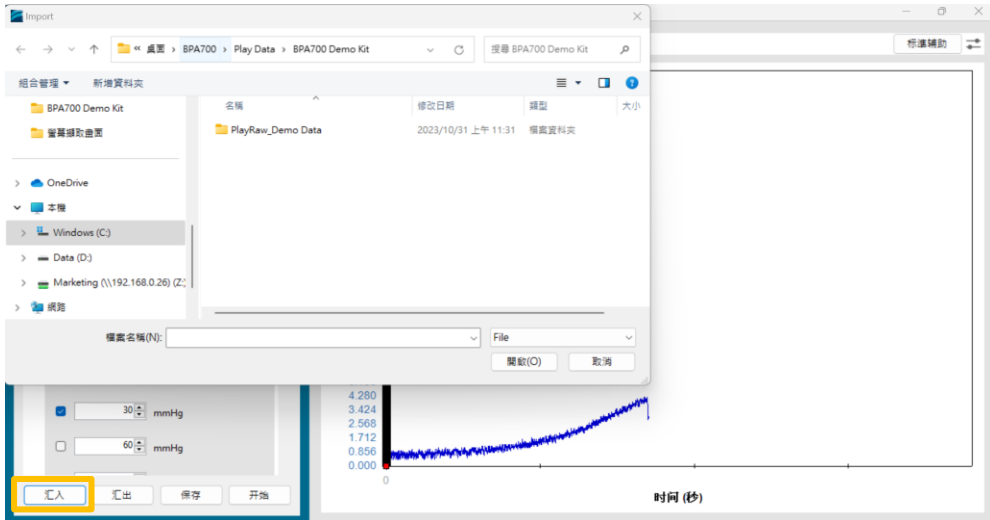 Import
« 桌面 › BPA700 › Play Data › BPA700 Demo Kit
搜尋 BPA700 Demo Kit
标准辅助
組合管理 新增資料夾
名稱 修改日期 類型 大小
BPA700 Demo Kit
螢幕擷取畫面
PlayRaw_Demo Data 2023/10/31 上午 11:31 檔案資料夾
OneDrive
本機
Windows (C:)
Data (D:)
Marketing (\\192.168.0.26) (Z:)
網路
檔案名稱(N):
File
開啟(O) 取消
30 mmHg
60 mmHg
汇入 汇出 保存 开始
4.280
3.424
2.568
1.712
0.856
0.000
0
时间 (秒)